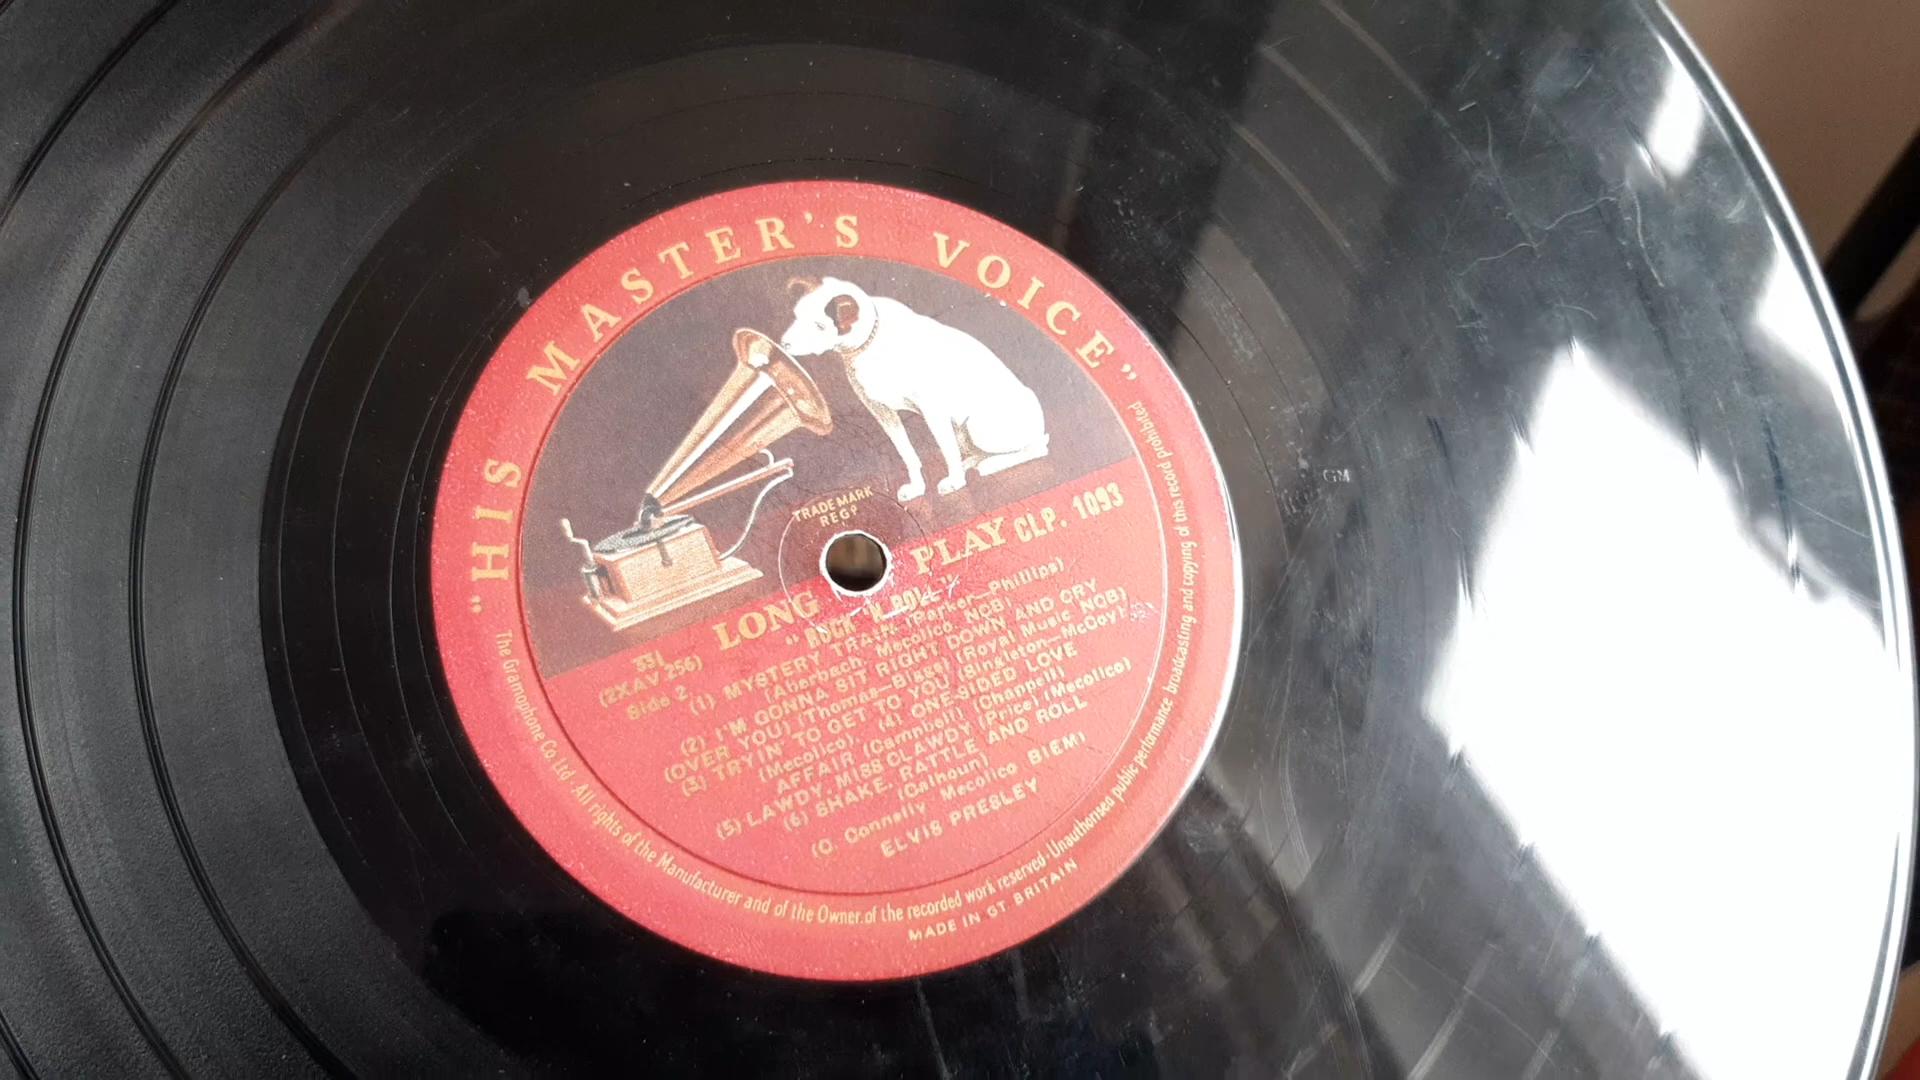 "HIS MASTER'S VOICE"
TRADE MARK
REGD
LONG PLAY CLP. 1093
33⅓
(2XAV 256)
Side 2
"ROCK 'N ROLL"
(1) MYSTERY TRAIN (Parker—Phillips)
(Aberbach. Mecolico. NCB)
(2) I'M GONNA SIT RIGHT DOWN AND CRY
(OVER YOU) (Thomas—Biggs) (Royal Music NCB)
(3) TRYIN' TO GET TO YOU (Singleton—McCoy)
(Mecolico). (4) ONE-SIDED LOVE
AFFAIR (Campbell) (Chappell)
(5) LAWDY, MISS CLAWDY (Price) (Mecolico)
(6) SHAKE, RATTLE AND ROLL
(Calhoun)
(O. Connelly Mecolico BIEM)
ELVIS PRESLEY
The Gramophone Co. Ltd · All rights of the Manufacturer and of the Owner of the recorded work reserved · Unauthorised public performance broadcasting and copying of this record prohibited
MADE IN GT. BRITAIN
GM